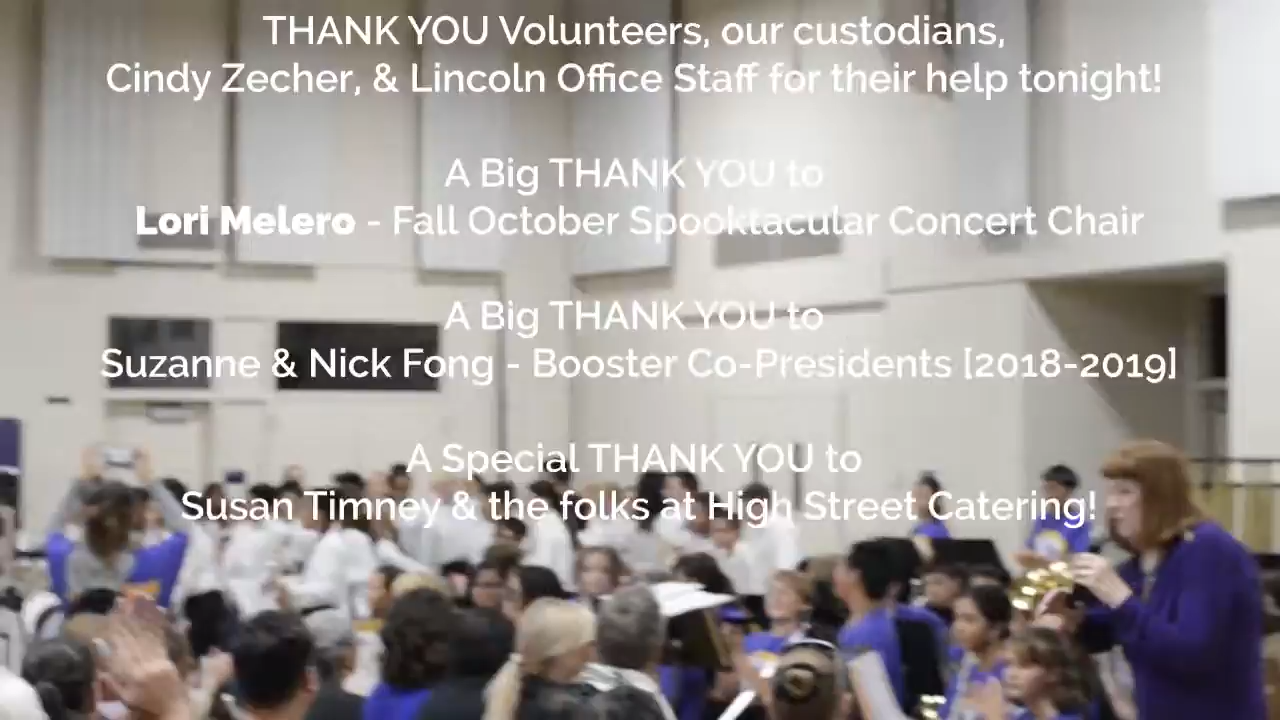 THANK YOU Volunteers, our custodians,
Cindy Zecher, & Lincoln Office Staff for their help tonight!
A Big THANK YOU to
Lori Melero - Fall October Spooktacular Concert Chair
A Big THANK YOU to
Suzanne & Nick Fong - Booster Co-Presidents [2018-2019]
A Special THANK YOU to
Susan Timney & the folks at High Street Catering!